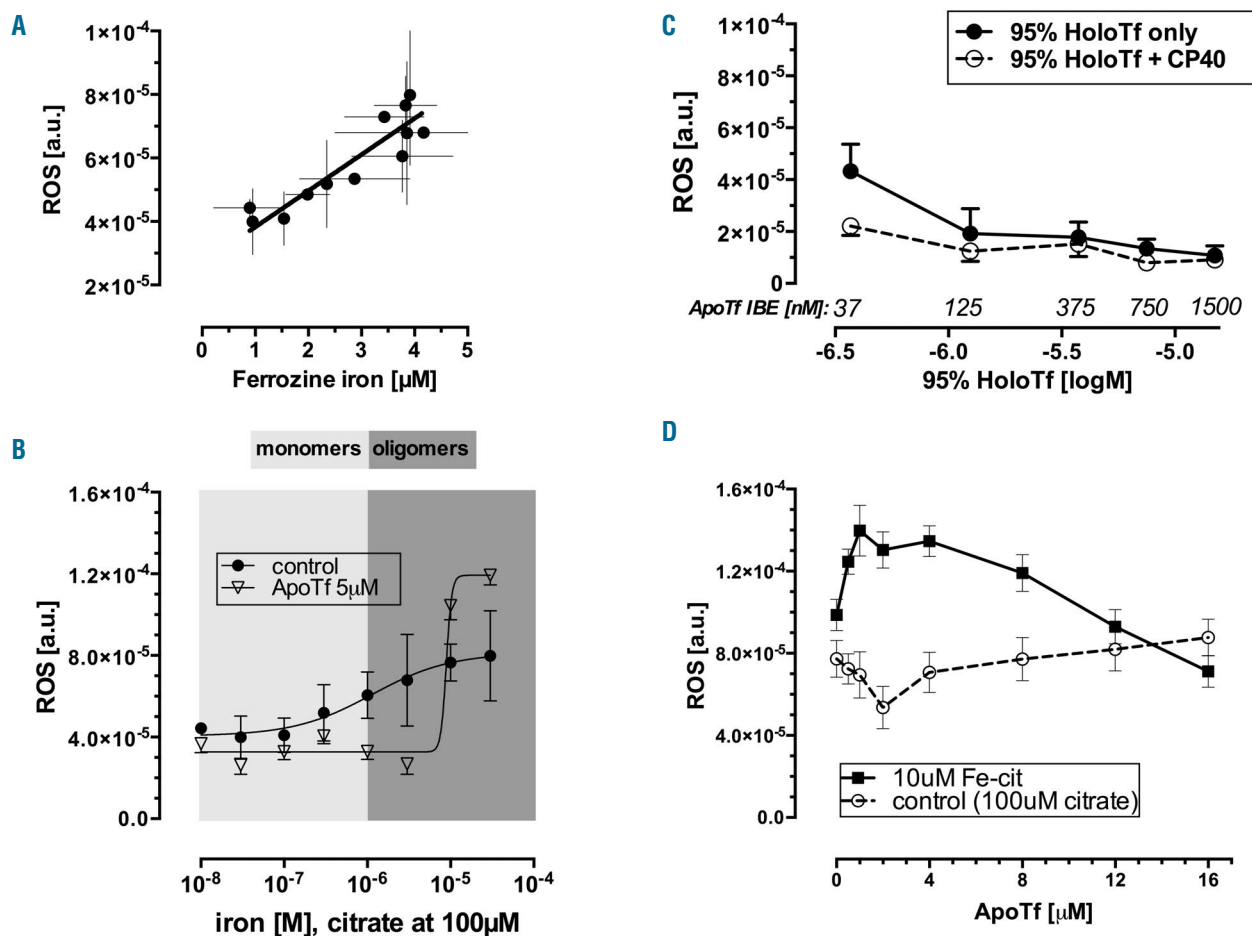 A
1×10⁻⁴
8×10⁻⁵
6×10⁻⁵
4×10⁻⁵
2×10⁻⁵
ROS [a.u.]
0 1 2 3 4 5
Ferrozine iron [µM]
B
monomers oligomers
1.6×10⁻⁴
1.2×10⁻⁴
8.0×10⁻⁵
4.0×10⁻⁵
0.0
ROS [a.u.]
control
ApoTf 5µM
10⁻⁸ 10⁻⁷ 10⁻⁶ 10⁻⁵ 10⁻⁴
iron [M], citrate at 100µM
C
95% HoloTf only
95% HoloTf + CP40
1×10⁻⁴
8×10⁻⁵
6×10⁻⁵
4×10⁻⁵
2×10⁻⁵
0
ROS [a.u.]
ApoTf IBE [nM]: 37 125 375 750 1500
-6.5 -6.0 -5.5 -5.0
95% HoloTf [logM]
D
1.6×10⁻⁴
1.2×10⁻⁴
8.0×10⁻⁵
4.0×10⁻⁵
0.0
ROS [a.u.]
10uM Fe-cit
control (100uM citrate)
0 4 8 12 16
ApoTf [µM]